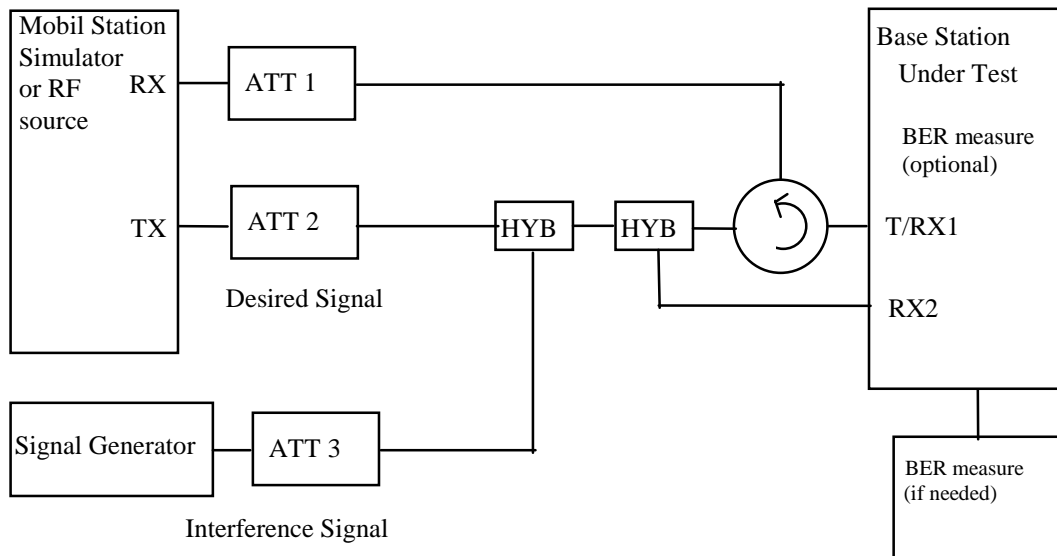 Mobil Station
Simulator
or RF
source
RX
TX
ATT 1
ATT 2
Desired Signal
HYB
HYB
Base Station
Under Test
BER measure
(optional)
T/RX1
RX2
Signal Generator
ATT 3
Interference Signal
BER measure
(if needed)